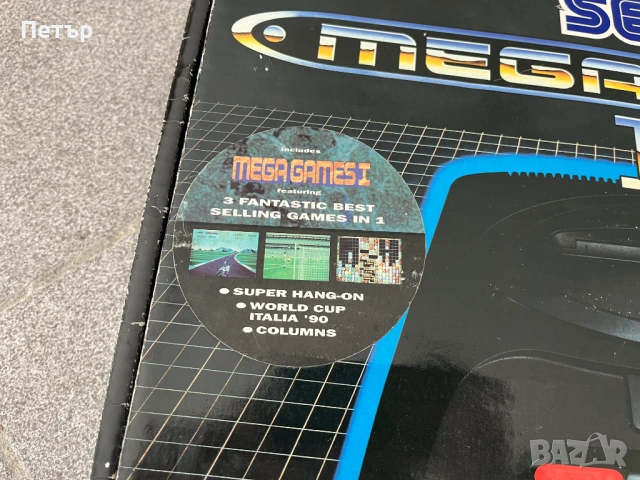 Петър
SE
MEGA
includes
MEGA GAMES I
featuring
3 FANTASTIC BEST
SELLING GAMES IN 1
• SUPER HANG-ON
• WORLD CUP
ITALIA '90
• COLUMNS
BAZAR